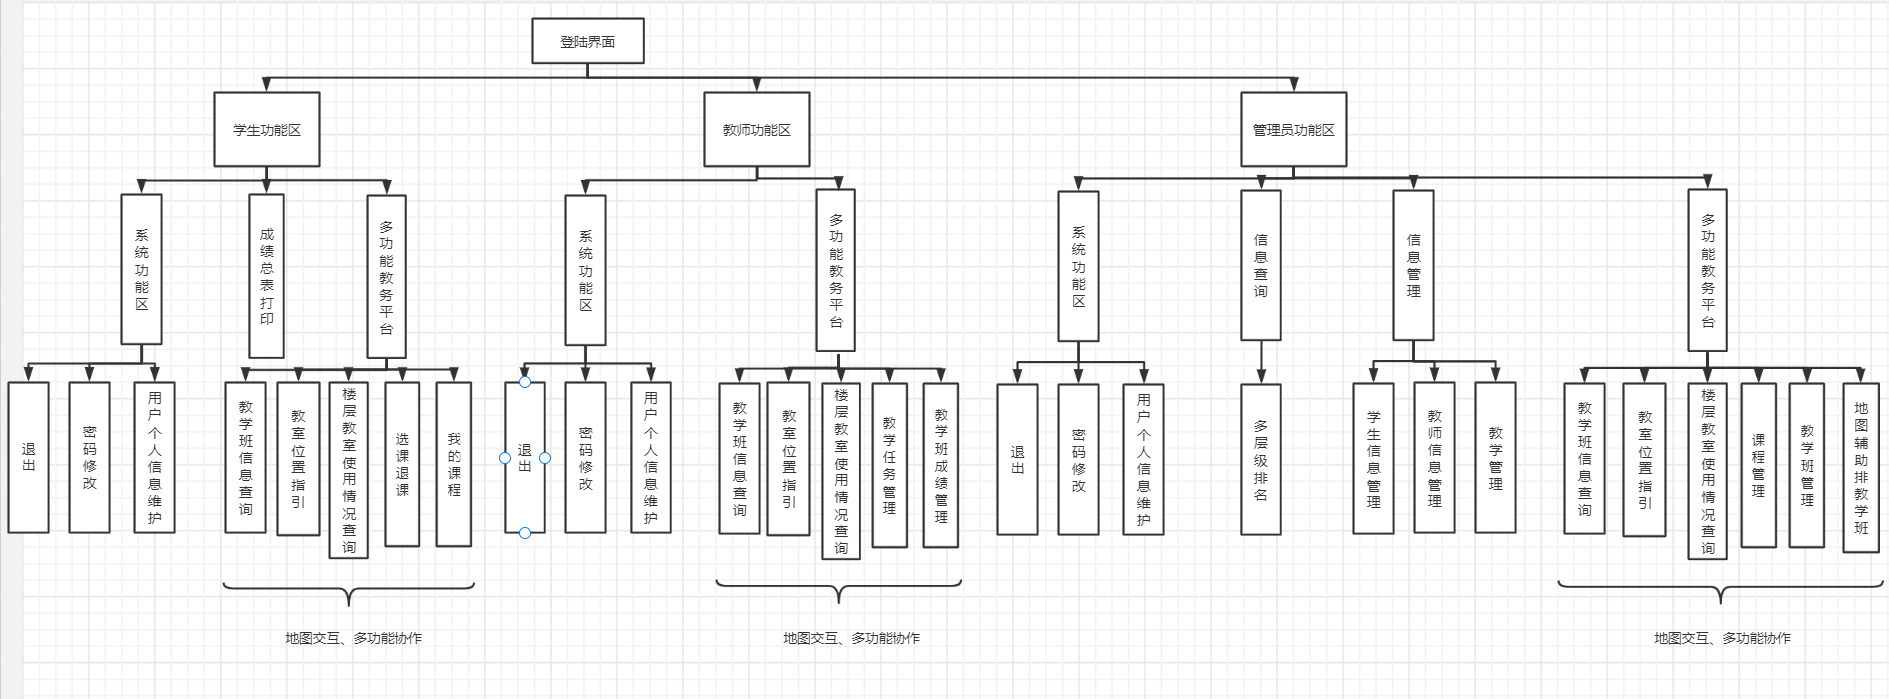 登陆界面
学生功能区
教师功能区
管理员功能区
系统功能区
成绩总表打印
多功能教务平台
系统功能区
多功能教务平台
系统功能区
信息查询
信息管理
多功能教务平台
退出
密码修改
用户个人信息维护
教学班信息查询
教室位置指引
楼层教室使用情况查询
选课退课
我的课程
退出
密码修改
用户个人信息维护
教学班信息查询
教室位置指引
楼层教室使用情况查询
教学任务管理
教学班成绩管理
退出
密码修改
用户个人信息维护
多层级排名
学生信息管理
教师信息管理
教学管理
教学班信息查询
教室位置指引
楼层教室使用情况查询
课程管理
教学班管理
地图辅助排教学班
地图交互、多功能协作
地图交互、多功能协作
地图交互、多功能协作